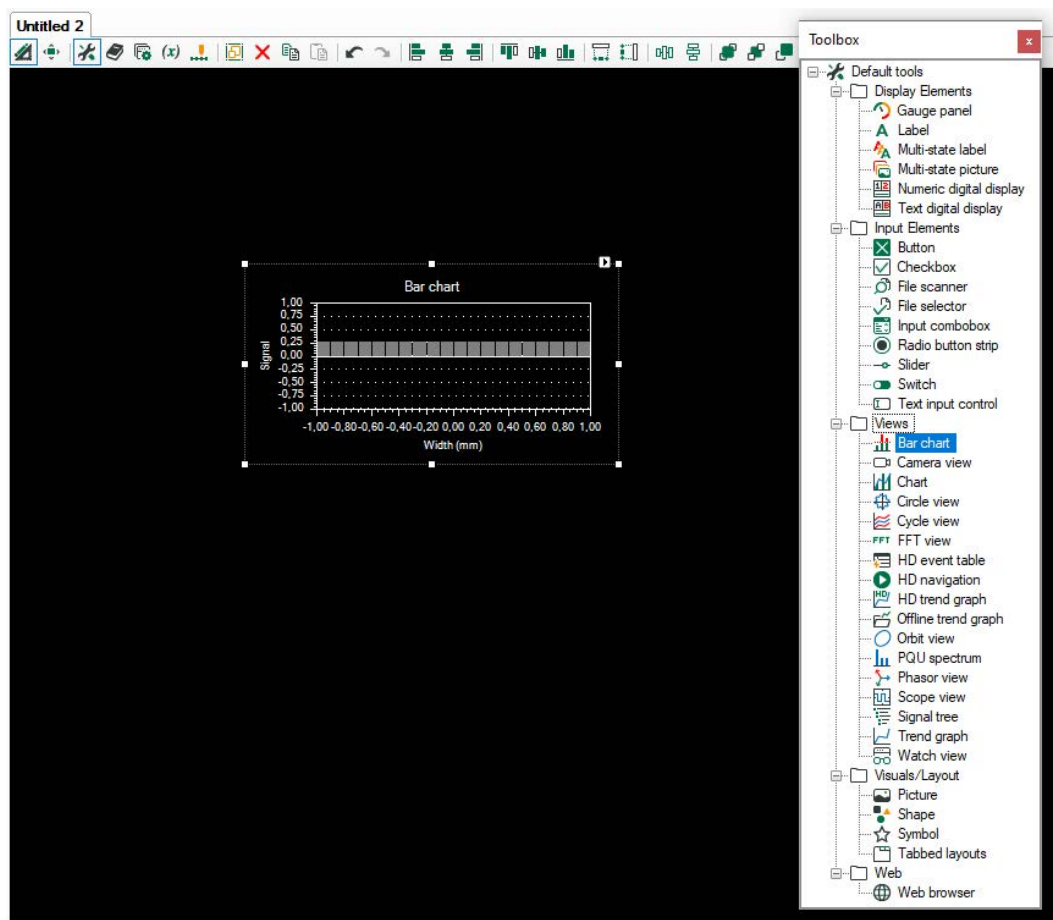 Untitled 2
(x)
Toolbox
x
Default tools
Display Elements
Gauge panel
A Label
Multi-state label
Multi-state picture
Numeric digital display
Text digital display
Input Elements
Button
Checkbox
File scanner
File selector
Input combobox
Radio button strip
Slider
Switch
Text input control
Views
Bar chart
Camera view
Chart
Circle view
Cycle view
FFT FFT view
HD event table
HD navigation
HD HD trend graph
Offline trend graph
Orbit view
PQU spectrum
Phasor view
Scope view
Signal tree
Trend graph
Watch view
Visuals/Layout
Picture
Shape
Symbol
Tabbed layouts
Web
Web browser
Bar chart
Signal
1,00
0,75
0,50
0,25
0,00
-0,25
-0,50
-0,75
-1,00
-1,00 -0,80 -0,60 -0,40 -0,20 0,00 0,20 0,40 0,60 0,80 1,00
Width (mm)